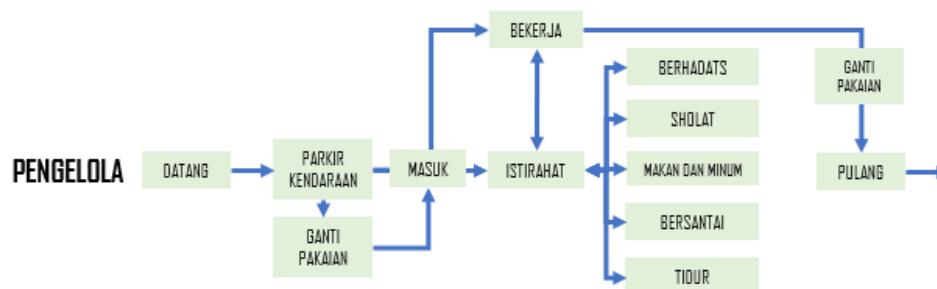 PENGELOLA
DATANG
PARKIR
KENDARAAN
GANTI
PAKAIAN
MASUK
BEKERJA
ISTIRAHAT
BERHADATS
SHOLAT
MAKAN DAN MINUM
BERSANTAI
TIDUR
GANTI
PAKAIAN
PULANG